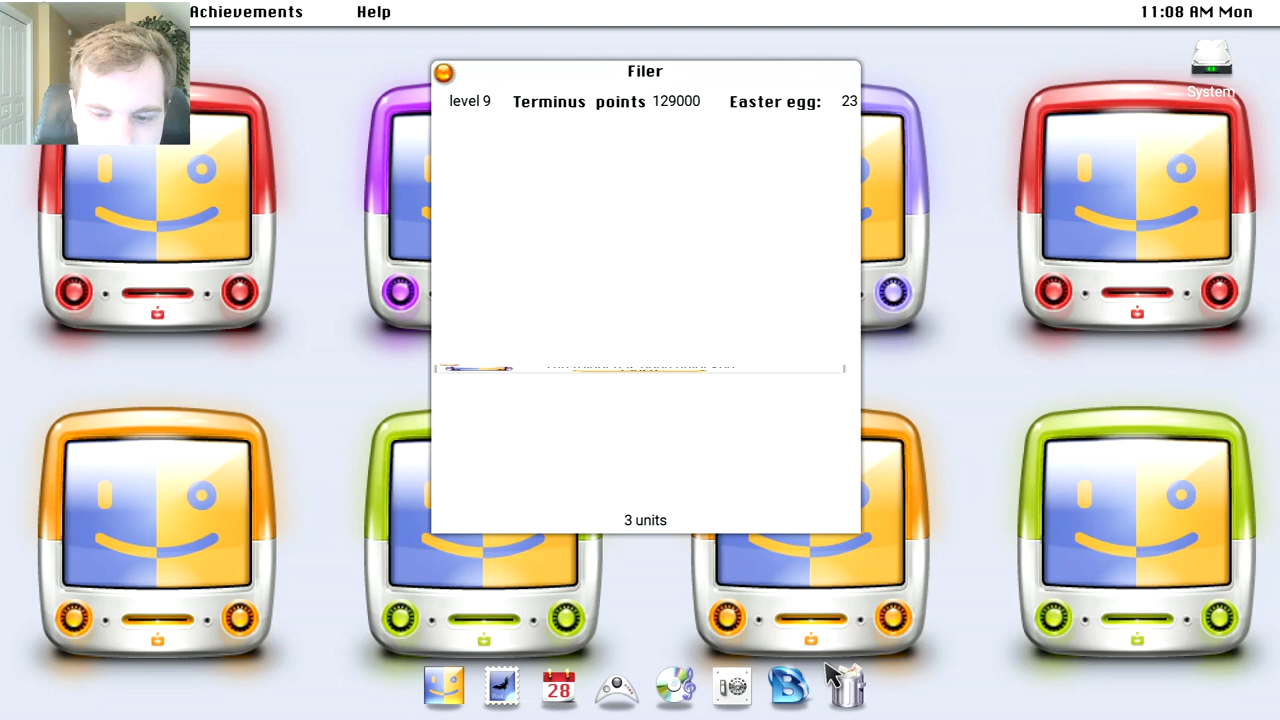 Achievements Help 11:08 AM Mon
Filer
level 9 Terminus points 129000 Easter egg: 23
System
3 units
28